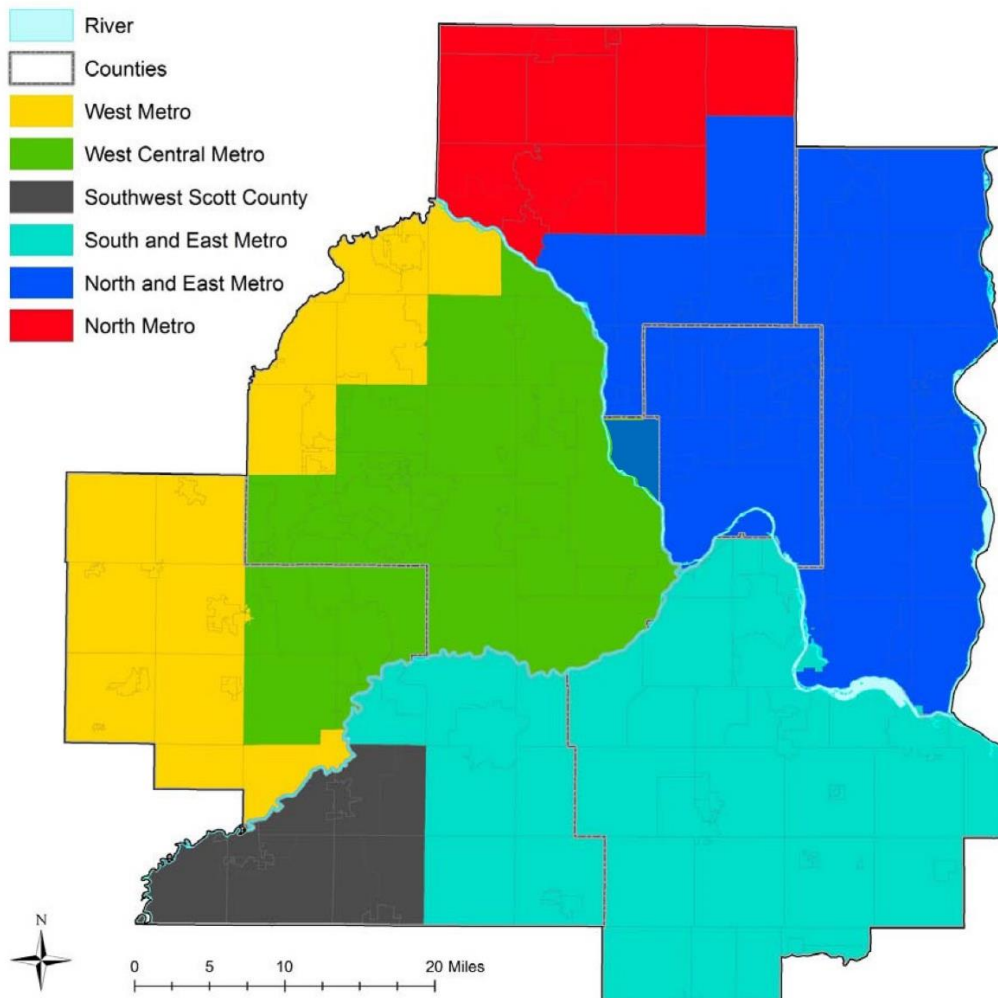 River
Counties
West Metro
West Central Metro
Southwest Scott County
South and East Metro
North and East Metro
North Metro
N
0 5 10 20 Miles